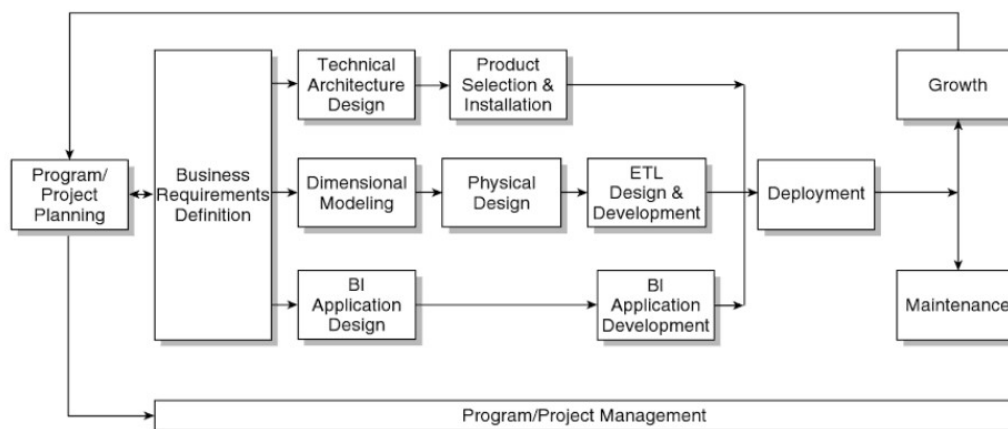 Technical
Architecture
Design
Product
Selection &
Installation
Growth
Program/
Project
Planning
Business
Requirements
Definition
Dimensional
Modeling
Physical
Design
ETL
Design &
Development
Deployment
BI
Application
Design
BI
Application
Development
Maintenance
Program/Project Management